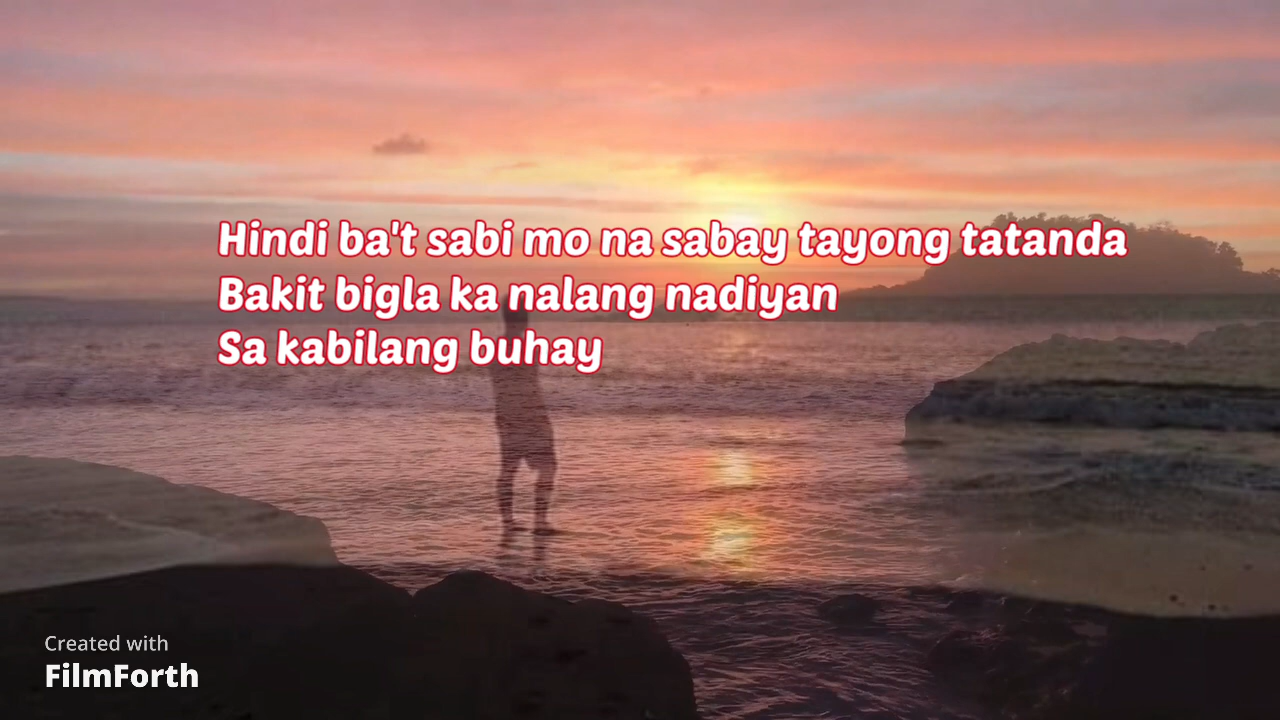 Hindi ba't sabi mo na sabay tayong tatanda
Bakit bigla ka nalang nadiyan
Sa kabilang buhay
Created with
FilmForth